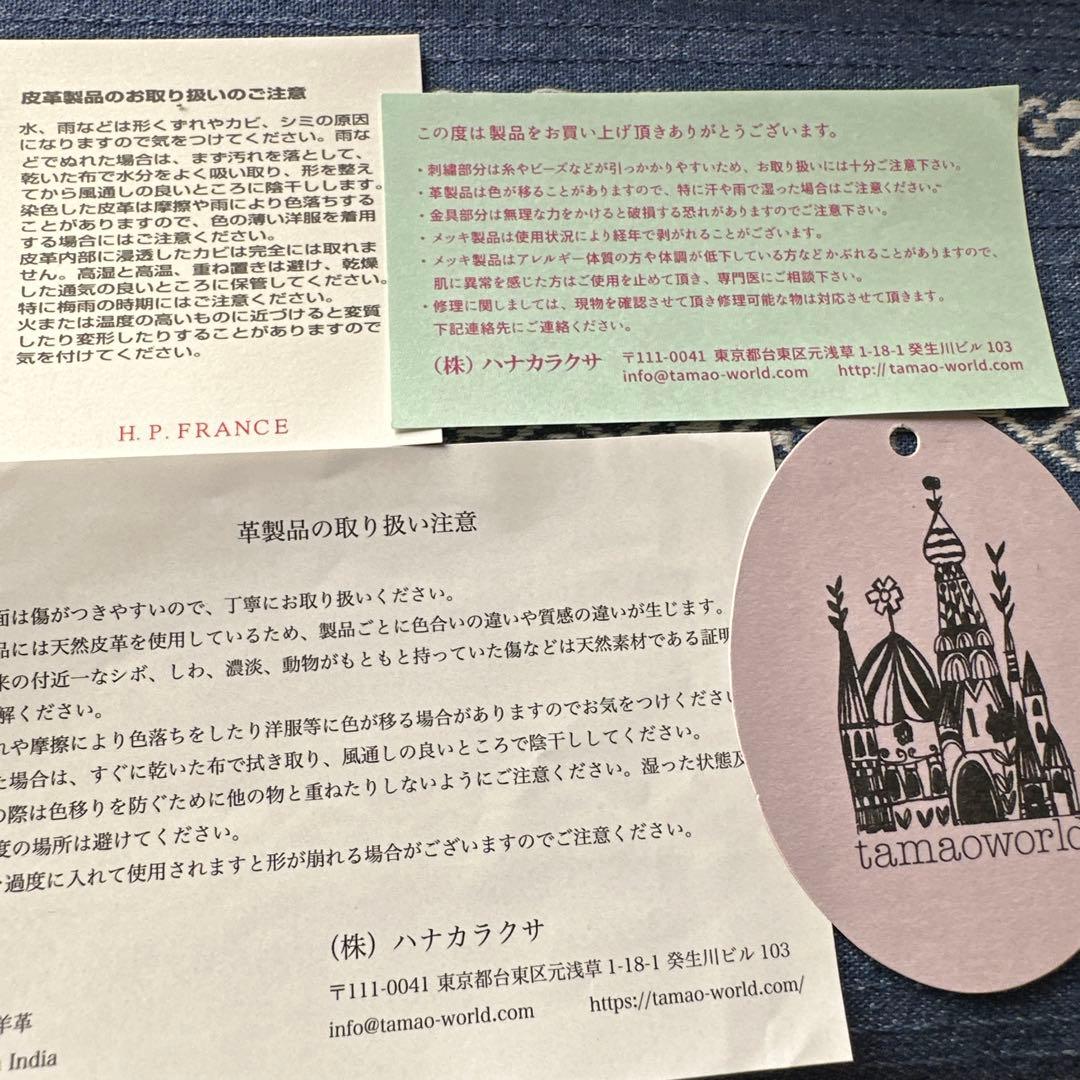 皮革製品のお取り扱いのご注意
水、雨などは形くずれやカビ、シミの原因
になりますので気をつけてください。雨な
どでぬれた場合は、まず汚れを落として、
乾いた布で水分をよく吸い取り、形を整え
てから風通しの良いところに陰干しします。
染色した皮革は摩擦や雨により色落ちする
ことがありますので、色の薄い洋服を着用
する場合にはご注意ください。
皮革内部に浸透したカビは完全には取れま
せん。高湿と高温、重ね置きは避け、乾燥
した通気の良いところに保管してください。
特に梅雨の時期にはご注意ください。
火または温度の高いものに近づけると変質
したり変形したりすることがありますので
気を付けてください。
H. P. FRANCE
この度は製品をお買い上げ頂きありがとうございます。
・刺繍部分は糸やビーズなどが引っかかりやすいため、お取り扱いには十分ご注意下さい。
・革製品は色が移ることがありますので、特に汗や雨で湿った場合はご注意ください。
・金具部分は無理な力をかけると破損する恐れがありますのでご注意下さい。
・メッキ製品は使用状況により経年で剥がれることがございます。
・メッキ製品はアレルギー体質の方や体調が低下している方などかぶれることがありますので、
肌に異常を感じた方はご使用を止めて頂き、専門医にご相談下さい。
・修理に関しましては、現物を確認させて頂き修理可能な物は対応させて頂きます。
下記連絡先にご連絡ください。
(株) ハナカラクサ 〒111-0041 東京都台東区元浅草 1-18-1 癸生川ビル 103
info@tamao-world.com http:// tamao-world.com
革製品の取り扱い注意
面は傷がつきやすいので、丁寧にお取り扱いください。
品には天然皮革を使用しているため、製品ごとに色合いの違いや質感の違いが生じます。
来の付近一なシボ、しわ、濃淡、動物がもともと持っていた傷などは天然素材である証明
解ください。
れや摩擦により色落ちをしたり洋服等に色が移る場合がありますのでお気をつけくださ
た場合は、すぐに乾いた布で拭き取り、風通しの良いところで陰干ししてください。
の際は色移りを防ぐために他の物と重ねたりしないようにご注意ください。湿った状態及
度の場所は避けてください。
過度に入れて使用されますと形が崩れる場合がございますのでご注意ください。
(株) ハナカラクサ
〒111-0041 東京都台東区元浅草 1-18-1 癸生川ビル 103
info@tamao-world.com https://tamao-world.com/
羊革
India
tamaoworld